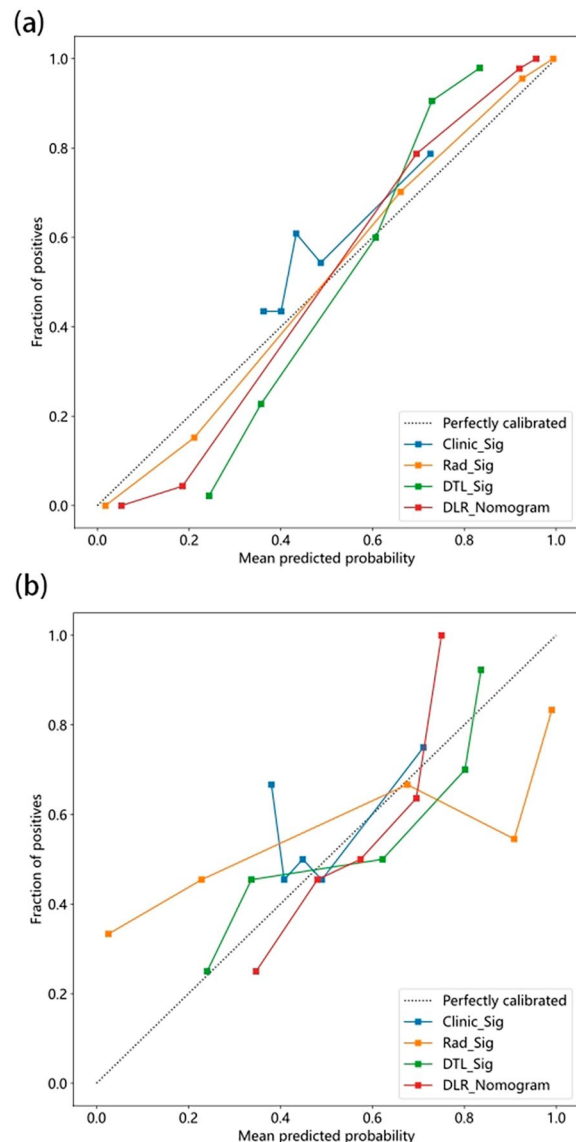 (a)
1.0
0.8
0.6
0.4
0.2
0.0
Fraction of positives
Perfectly calibrated
Clinic_Sig
Rad_Sig
DTL_Sig
DLR_Nomogram
0.0 0.2 0.4 0.6 0.8 1.0
Mean predicted probability
(b)
1.0
0.8
0.6
0.4
0.2
0.0
Fraction of positives
Perfectly calibrated
Clinic_Sig
Rad_Sig
DTL_Sig
DLR_Nomogram
0.0 0.2 0.4 0.6 0.8 1.0
Mean predicted probability